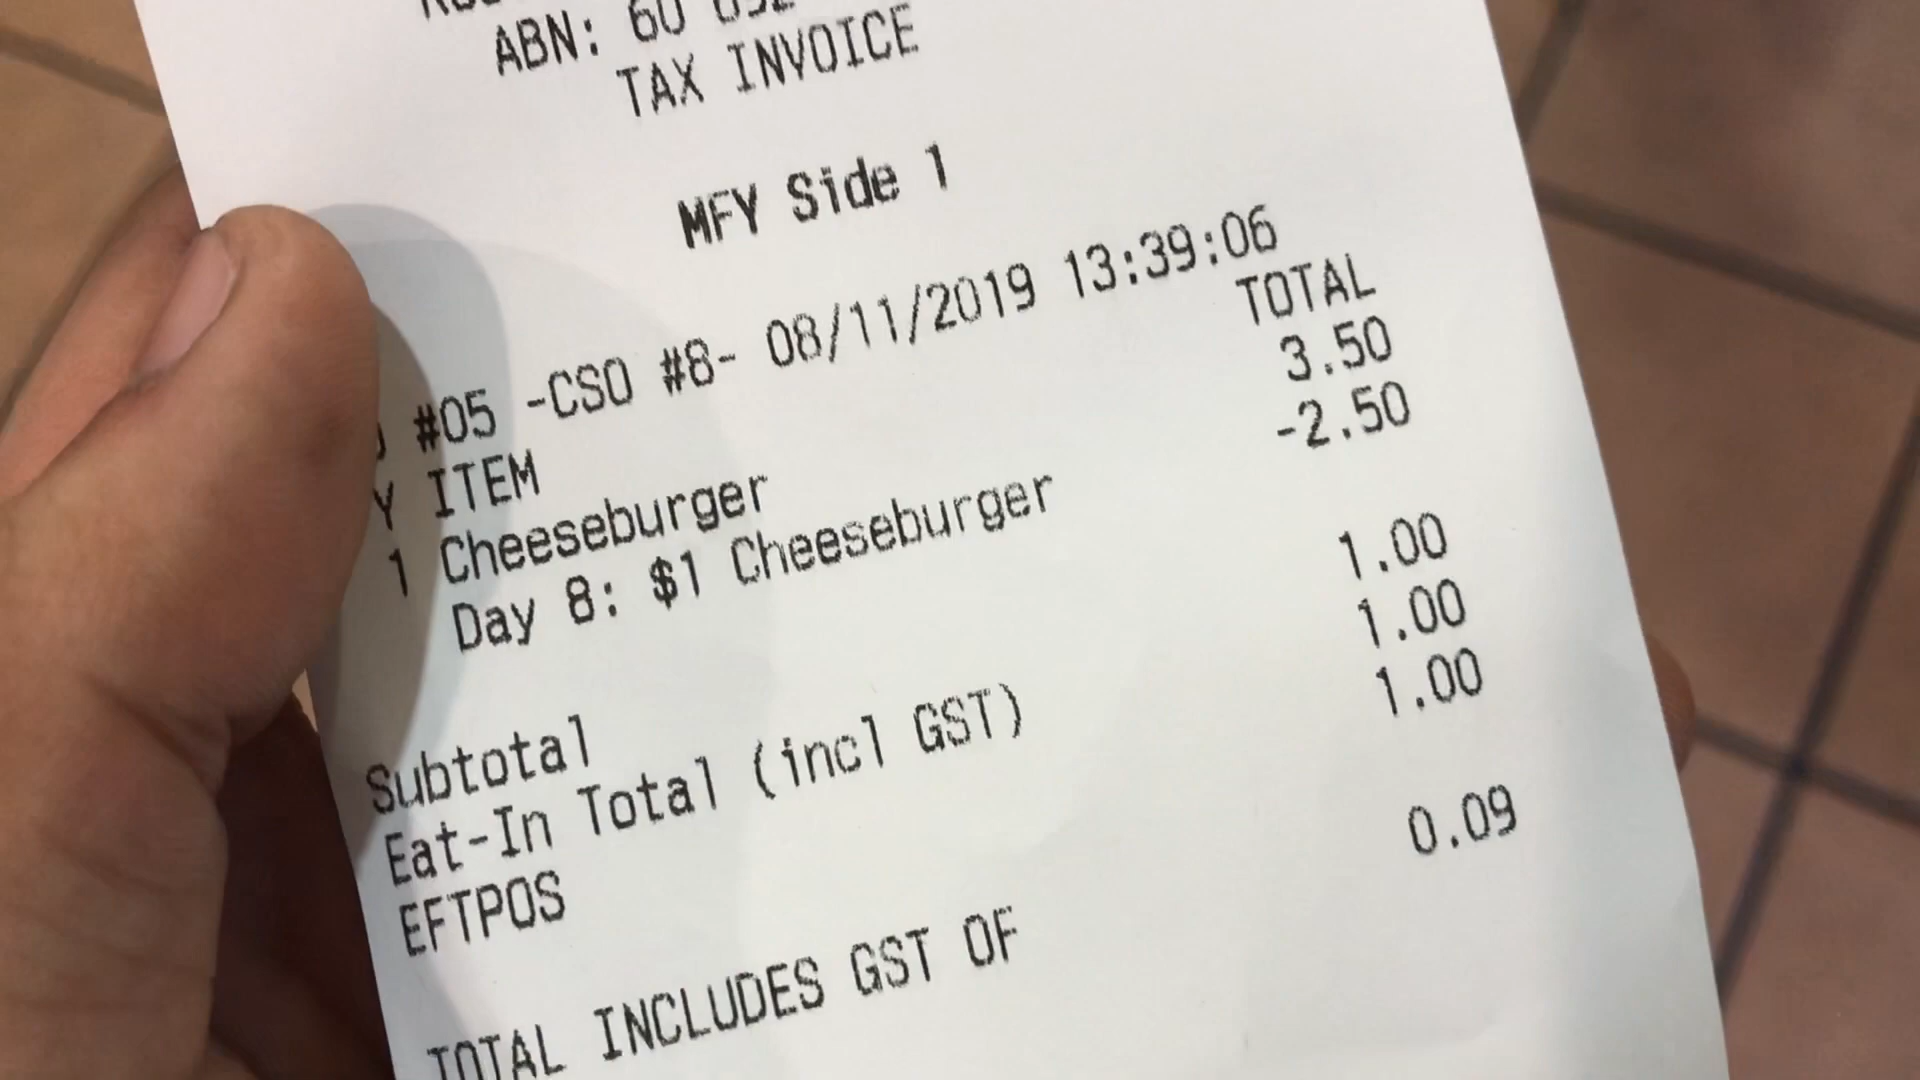 ABN: 60
TAX INVOICE
MFY Side 1
#05 -CSO #8- 08/11/2019 13:39:06
ITEM TOTAL
1 Cheeseburger 3.50
Day 8: $1 Cheeseburger -2.50
Subtotal 1.00
Eat-In Total (incl GST) 1.00
EFTPOS 1.00
TOTAL INCLUDES GST OF 0.09